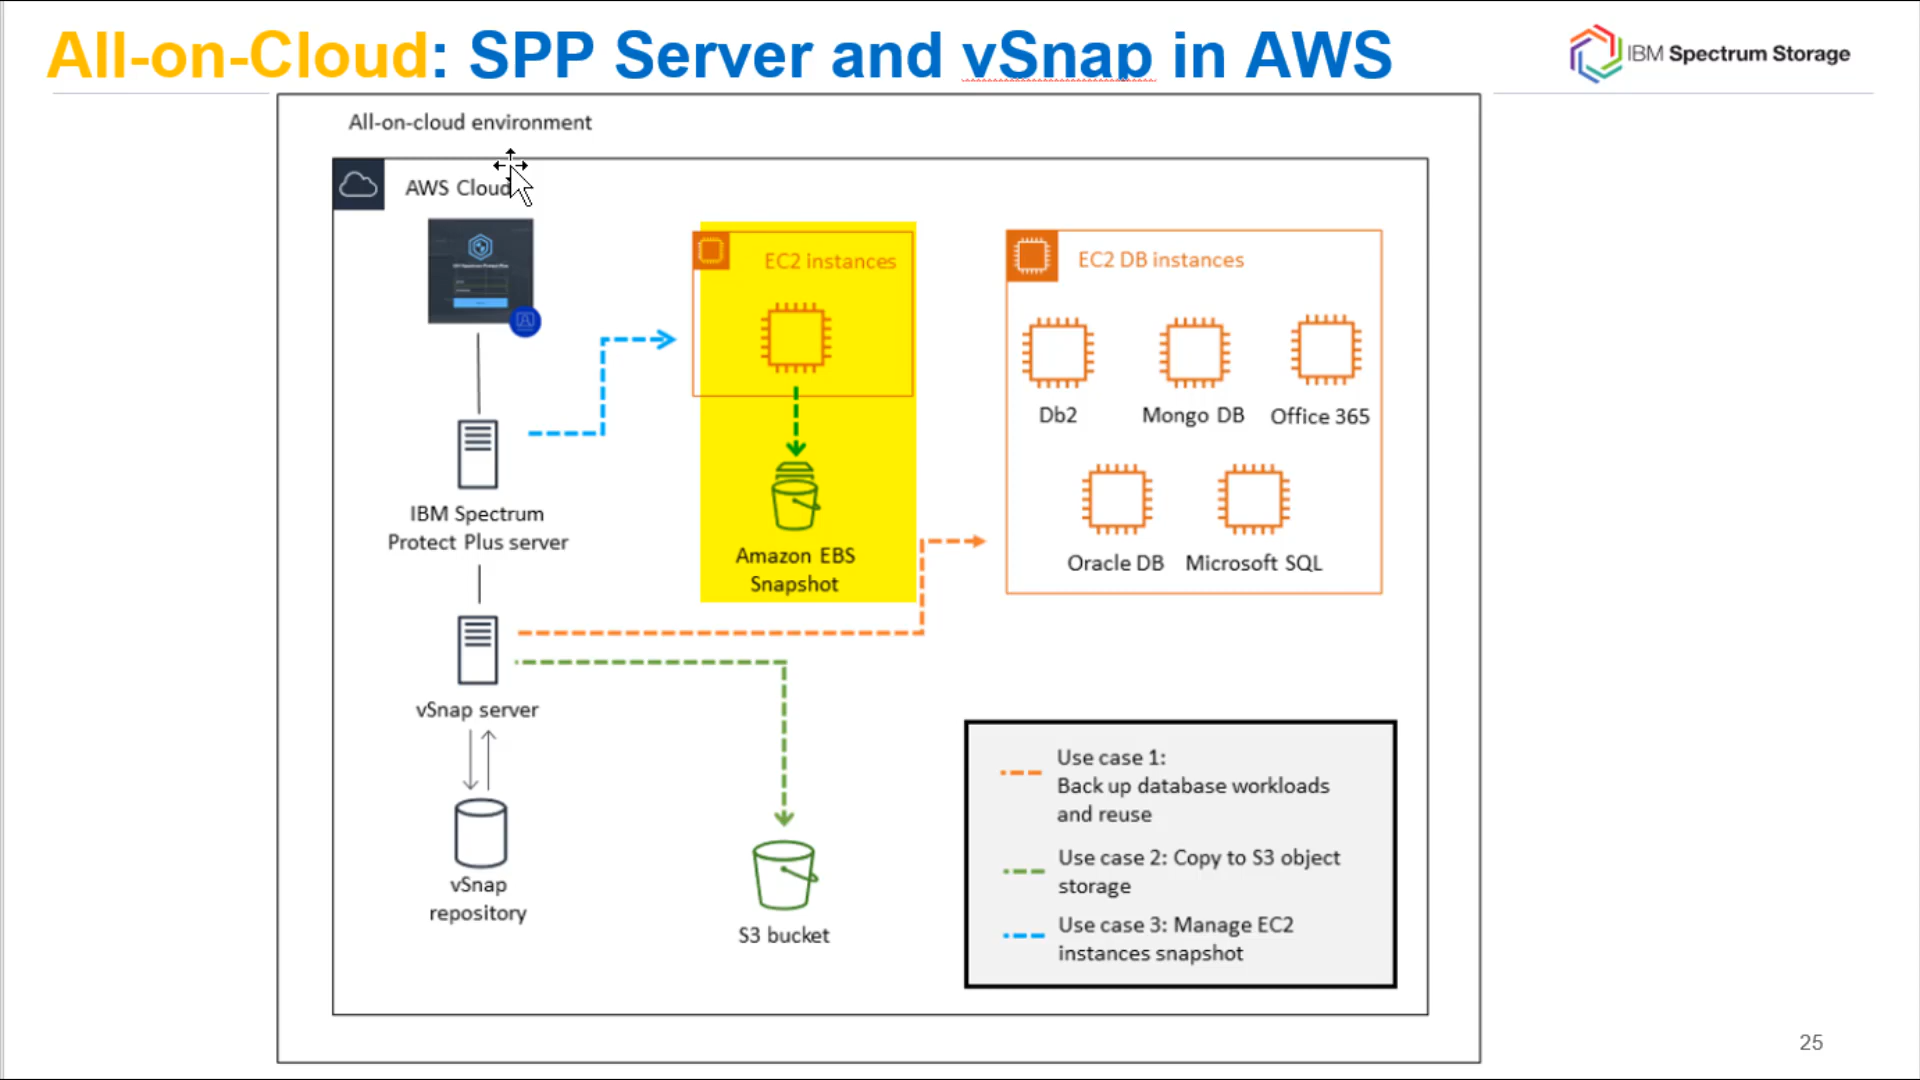 All-on-Cloud: SPP Server and vSnap in AWS
IBM Spectrum Storage
All-on-cloud environment
AWS Cloud
EC2 instances
EC2 DB instances
Db2
Mongo DB
Office 365
IBM Spectrum
Protect Plus server
Amazon EBS
Snapshot
Oracle DB
Microsoft SQL
vSnap server
Use case 1:
Back up database workloads
and reuse
Use case 2: Copy to S3 object
storage
Use case 3: Manage EC2
instances snapshot
vSnap
repository
S3 bucket
25